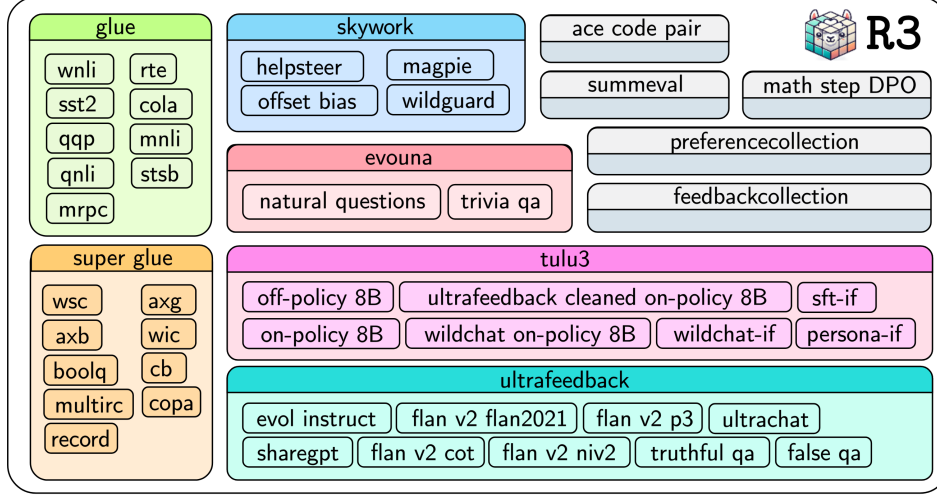 R3
glue
wnli
rte
sst2
cola
qqp
mnli
qnli
stsb
mrpc
skywork
helpsteer
magpie
offset bias
wildguard
ace code pair
summeval
math step DPO
preferencecollection
feedbackcollection
evouna
natural questions
trivia qa
super glue
wsc
axg
axb
wic
boolq
cb
multirc
copa
record
tulu3
off-policy 8B
ultrafeedback cleaned on-policy 8B
sft-if
on-policy 8B
wildchat on-policy 8B
wildchat-if
persona-if
ultrafeedback
evol instruct
flan v2 flan2021
flan v2 p3
ultrachat
sharegpt
flan v2 cot
flan v2 niv2
truthful qa
false qa